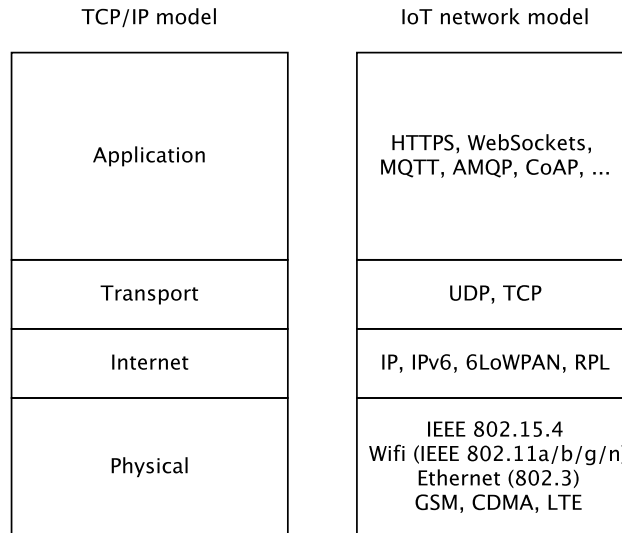 TCP/IP model
IoT network model
Application
HTTPS, WebSockets,
MQTT, AMQP, CoAP, ...
Transport
UDP, TCP
Internet
IP, IPv6, 6LoWPAN, RPL
Physical
IEEE 802.15.4
Wifi (IEEE 802.11a/b/g/n)
Ethernet (802.3)
GSM, CDMA, LTE